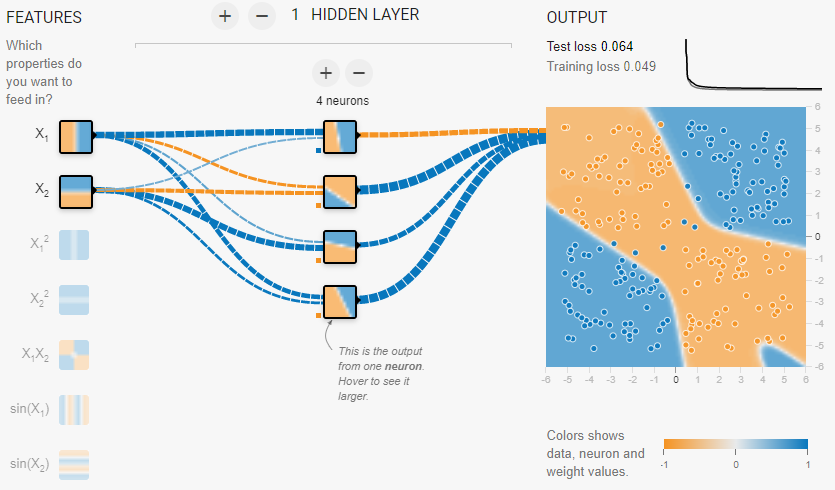 FEATURES
Which
properties do
you want to
feed in?
X₁
X₂
X₁²
X₂²
X₁X₂
sin(X₁)
sin(X₂)
+ − 1 HIDDEN LAYER
+ −
4 neurons
This is the output
from one neuron.
Hover to see it
larger.
OUTPUT
Test loss 0.064
Training loss 0.049
6
5
4
3
2
1
0
-1
-2
-3
-4
-5
-6
-6 -5 -4 -3 -2 -1 0 1 2 3 4 5 6
Colors shows
data, neuron and
weight values.
-1 0 1